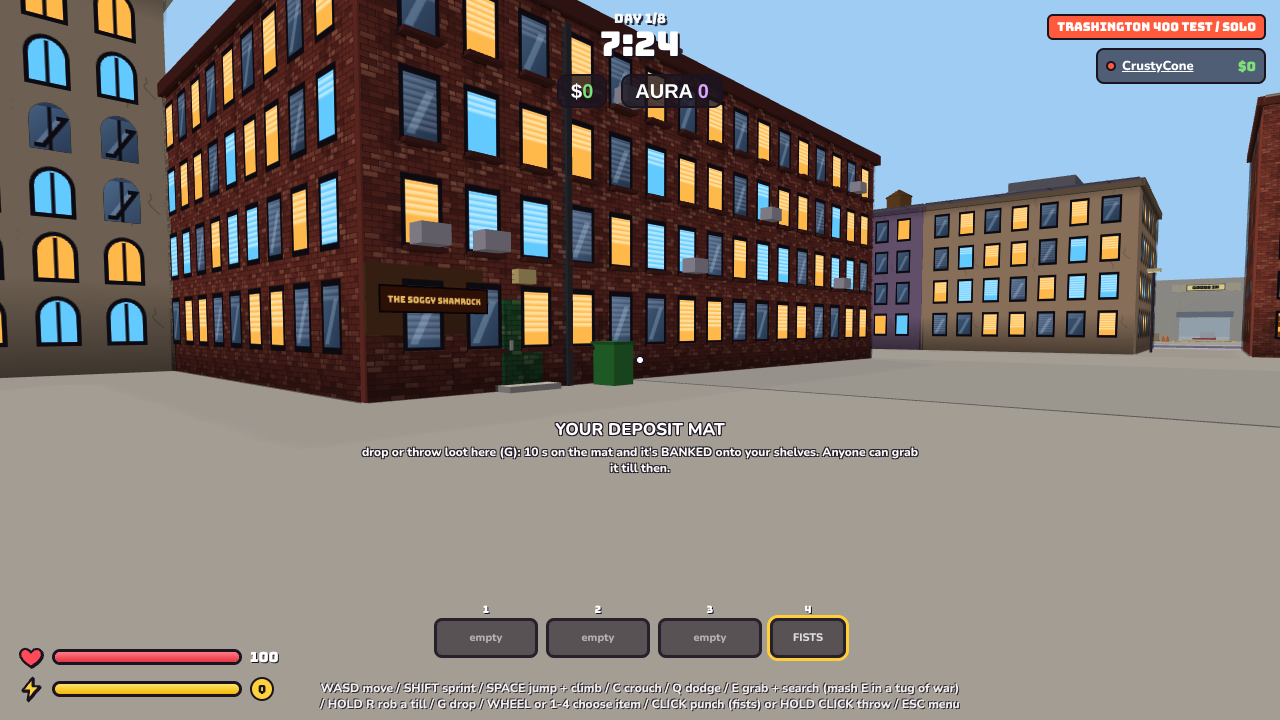 DAY 1/8
7:24
$0
AURA 0
TRASHINGTON 400 TEST / SOLO
CrustyCone $0
THE SOGGY SHAMROCK
GOODS IN
YOUR DEPOSIT MAT
drop or throw loot here (G): 10 s on the mat and it's BANKED onto your shelves. Anyone can grab
it till then.
1 2 3 4
empty empty empty FISTS
100
0
WASD move / SHIFT sprint / SPACE jump + climb / C crouch / Q dodge / E grab + search (mash E in a tug of war)
/ HOLD R rob a till / G drop / WHEEL or 1-4 choose item / CLICK punch (fists) or HOLD CLICK throw / ESC menu